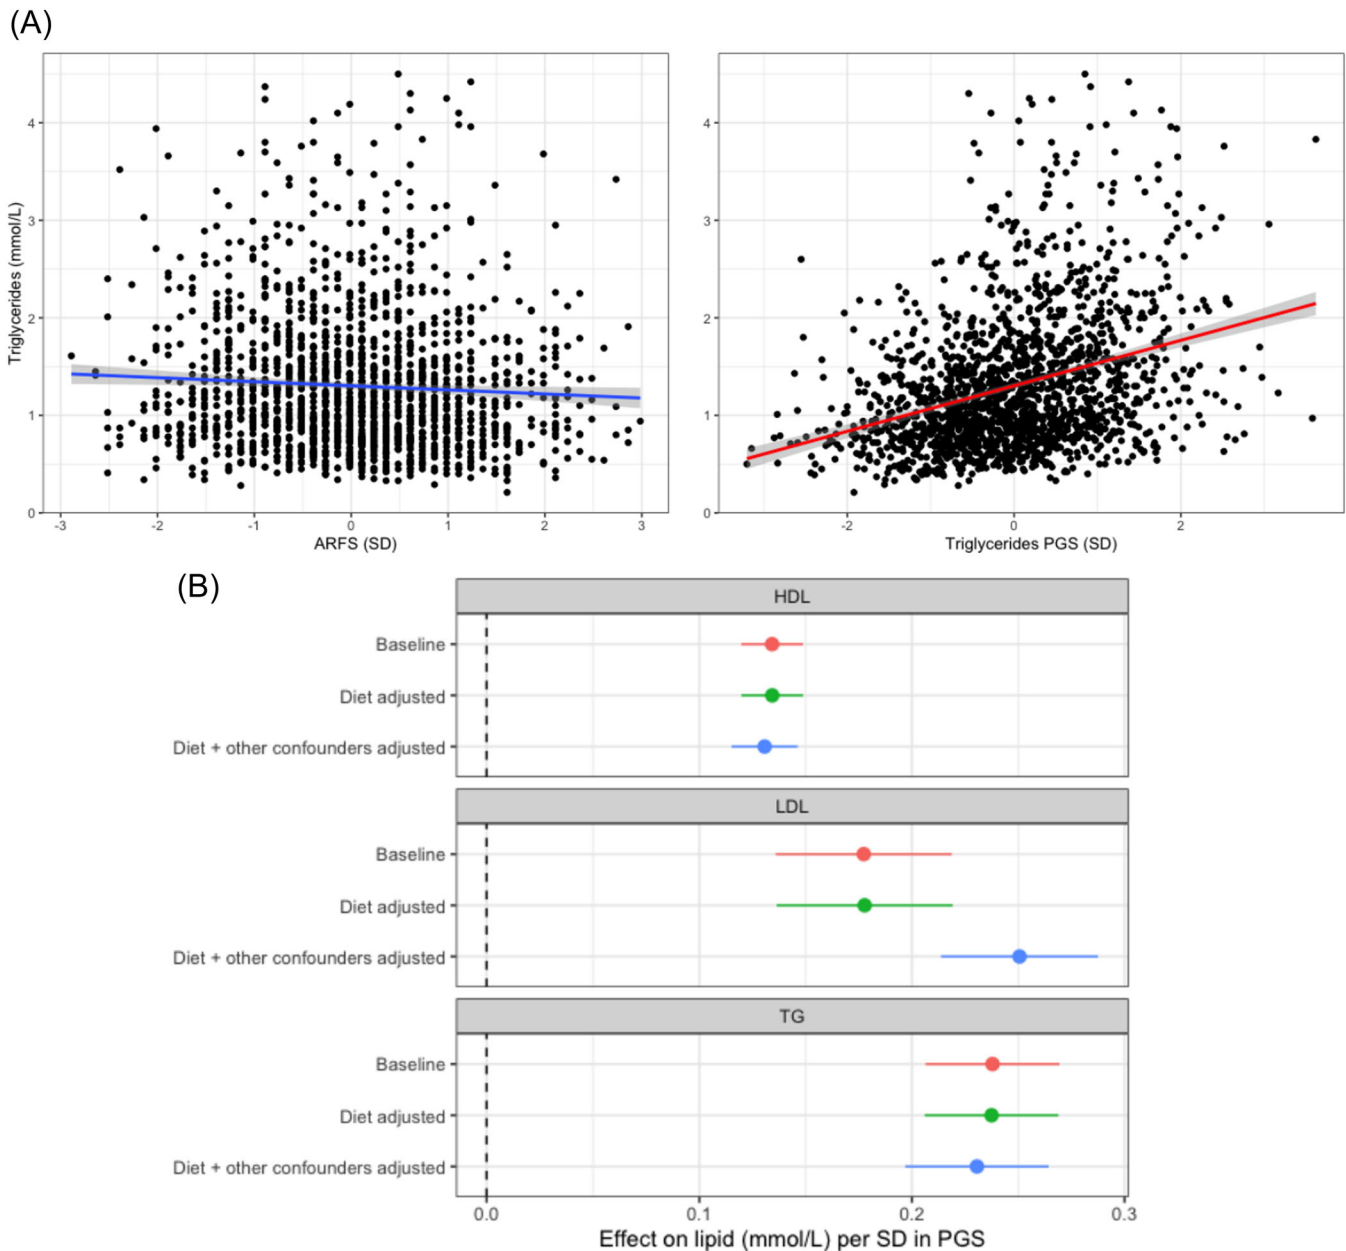 (A)
Triglycerides (mmol/L)
4
3
2
1
0
-3 -2 -1 0 1 2 3
ARFS (SD)
4
3
2
1
0
-2 0 2
Triglycerides PGS (SD)
(B)
HDL
Baseline
Diet adjusted
Diet + other confounders adjusted
LDL
Baseline
Diet adjusted
Diet + other confounders adjusted
TG
Baseline
Diet adjusted
Diet + other confounders adjusted
0.0 0.1 0.2 0.3
Effect on lipid (mmol/L) per SD in PGS